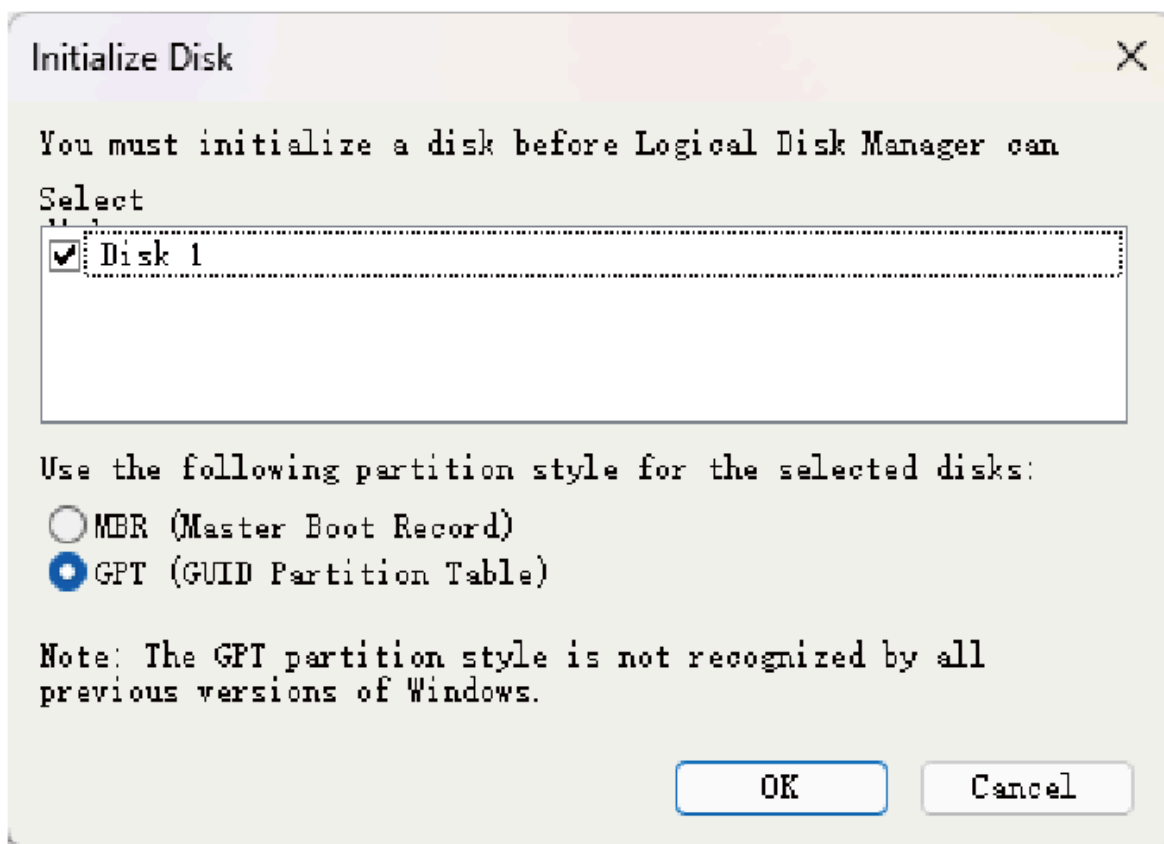 Initialize Disk
You must initialize a disk before Logical Disk Manager can
Select
Disk 1
Use the following partition style for the selected disks:
MBR (Master Boot Record)
GPT (GUID Partition Table)
Note: The GPT partition style is not recognized by all
previous versions of Windows.
OK
Cancel